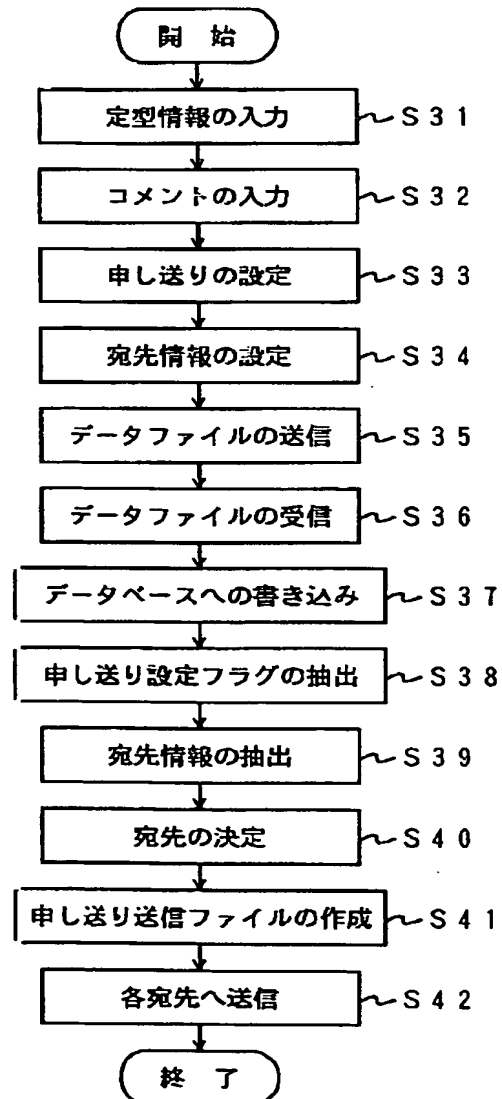 開 始
定型情報の入力 S31
コメントの入力 S32
申し送りの設定 S33
宛先情報の設定 S34
データファイルの送信 S35
データファイルの受信 S36
データベースへの書き込み S37
申し送り設定フラグの抽出 S38
宛先情報の抽出 S39
宛先の決定 S40
申し送り送信ファイルの作成 S41
各宛先へ送信 S42
終 了